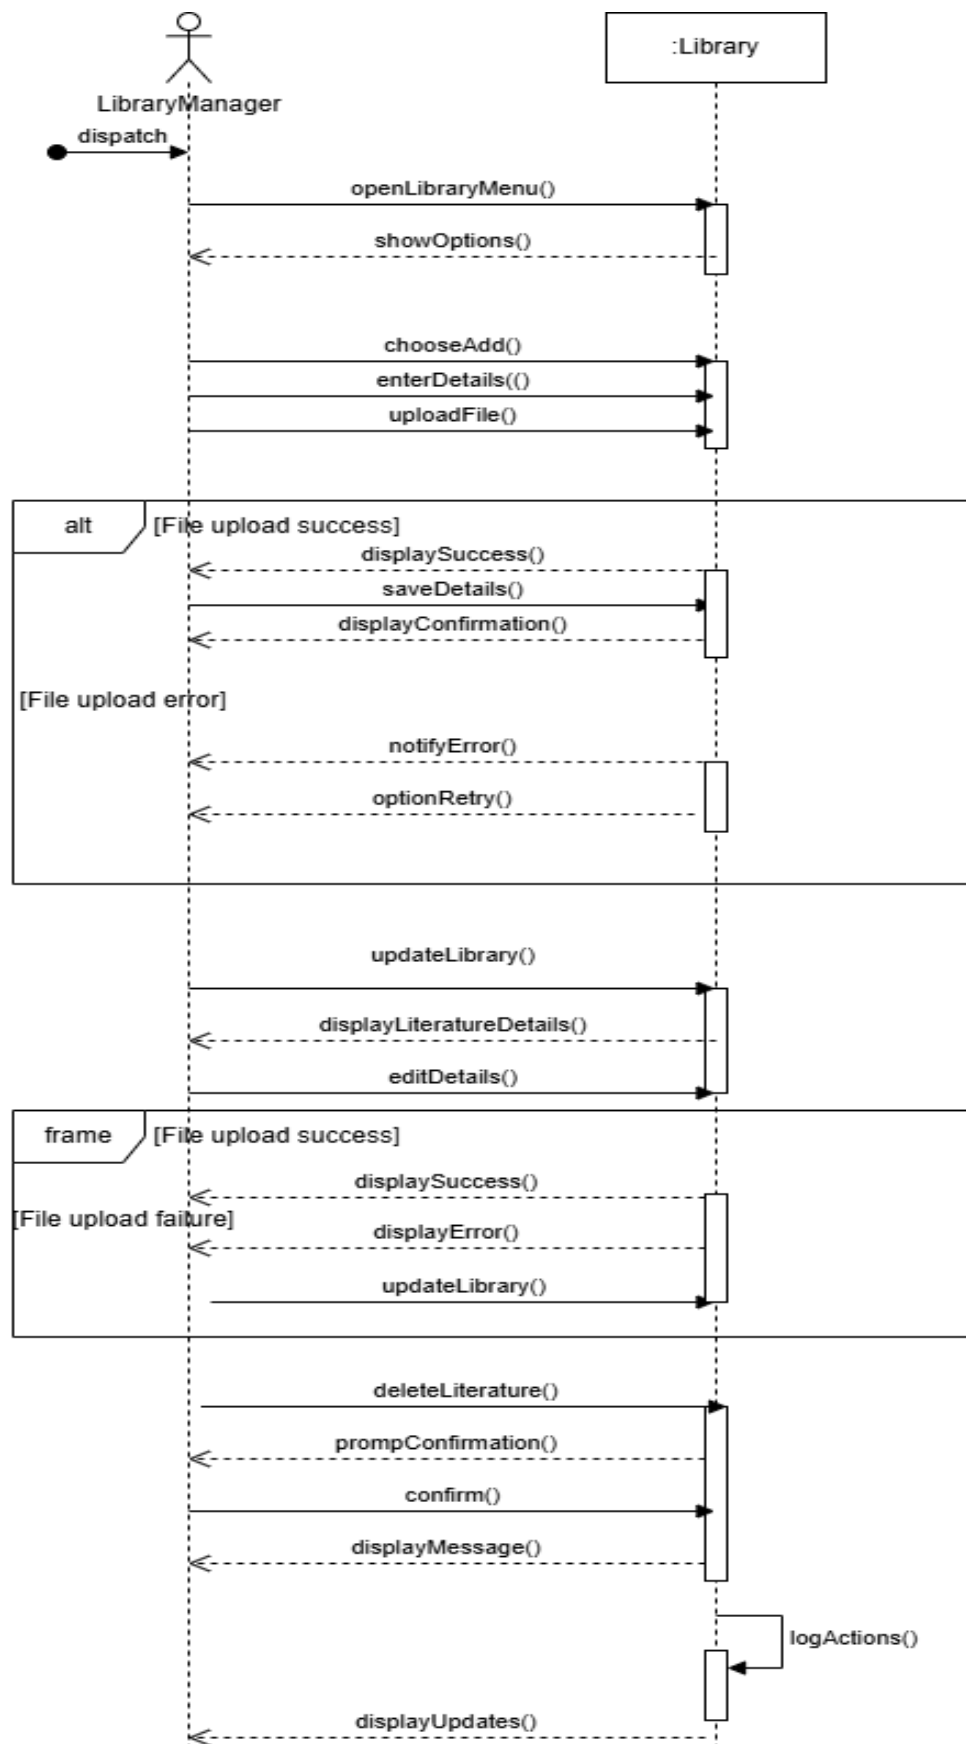 :Library
LibraryManager
dispatch
openLibraryMenu()
showOptions()
chooseAdd()
enterDetails(()
uploadFile()
alt [File upload success]
displaySuccess()
saveDetails()
displayConfirmation()
[File upload error]
notifyError()
optionRetry()
updateLibrary()
displayLiteratureDetails()
editDetails()
frame [File upload success]
displaySuccess()
[File upload failure]
displayError()
updateLibrary()
deleteLiterature()
prompConfirmation()
confirm()
displayMessage()
logActions()
displayUpdates()